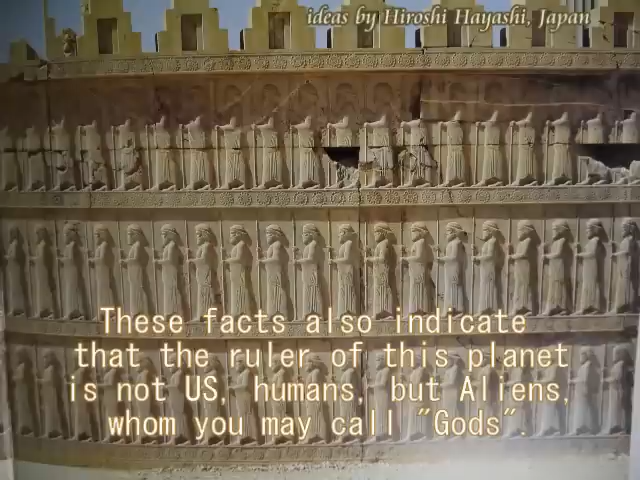 ideas by Hiroshi Hayashi, Japan
These facts also indicate
that the ruler of this planet
is not US, humans, but Aliens,
whom you may call "Gods".